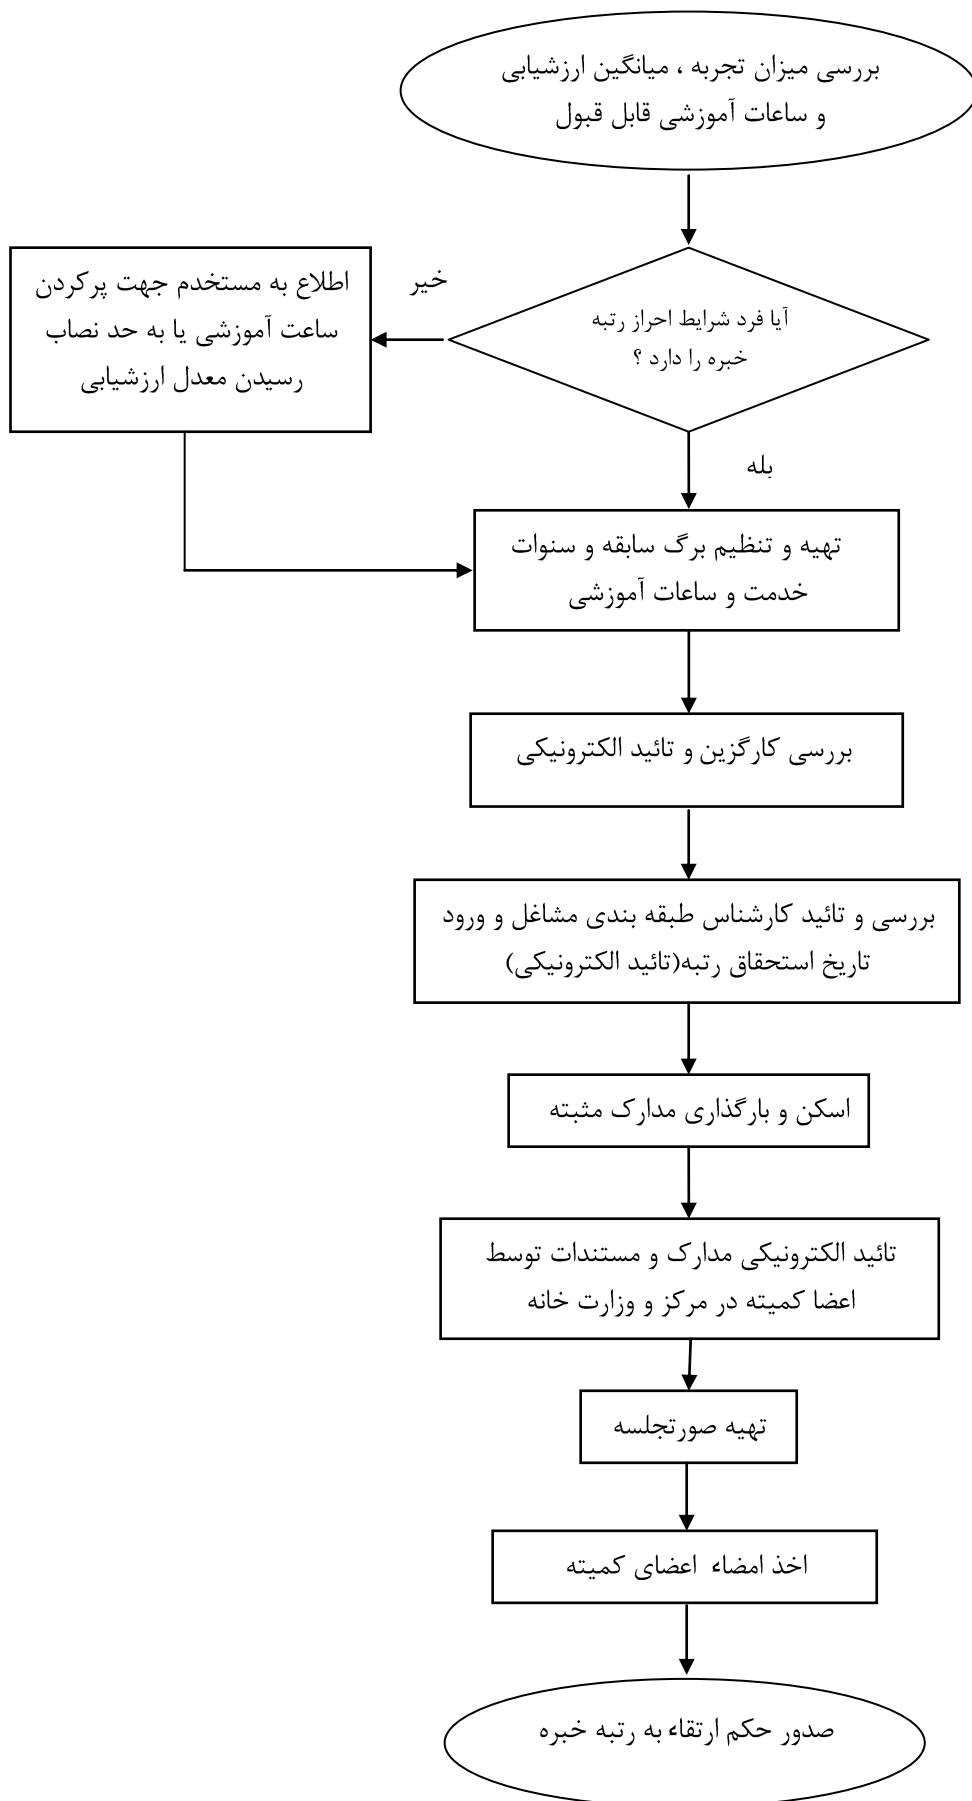 بررسی میزان تجربه ، میانگین ارزشیابی
و ساعات آموزشی قابل قبول
آیا فرد شرایط احراز رتبه
خبره را دارد ؟
خیر
اطلاع به مستخدم جهت پرکردن
ساعت آموزشی یا به حد نصاب
رسیدن معدل ارزشیابی
بله
تهیه و تنظیم برگ سابقه و سنوات
خدمت و ساعات آموزشی
بررسی کارگزین و تائید الکترونیکی
بررسی و تائید کارشناس طبقه بندی مشاغل و ورود
تاریخ استحقاق رتبه(تائید الکترونیکی)
اسکن و بارگذاری مدارک مثبته
تائید الکترونیکی مدارک و مستندات توسط
اعضا کمیته در مرکز و وزارت خانه
تهیه صورتجلسه
اخذ امضاء اعضای کمیته
صدور حکم ارتقاء به رتبه خبره